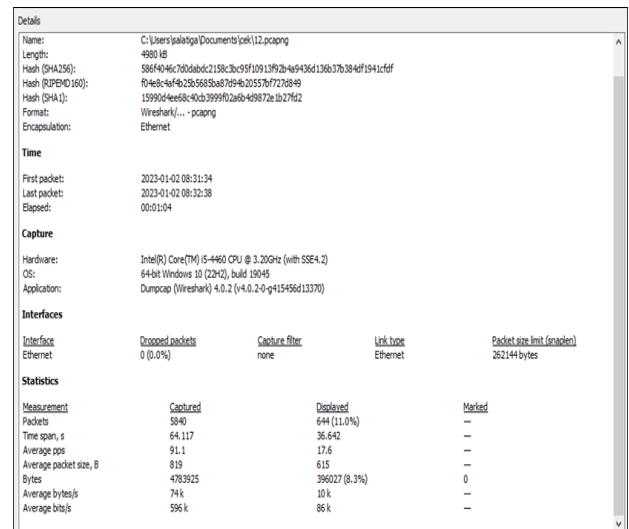 Details
Name: C:\Users\salatiga\Documents\cek\12.pcapng
Length: 4980 kB
Hash (SHA256): 586f4046c7d0dabdc2158c3bc95f10913f92b4a9436d136b37b384df1941cfdf
Hash (RIPEMD160): f04e8c4af4b25b5685ba87d94b20557bf727d849
Hash (SHA1): 15990d4ee68c40cb3999f02a6b4d9872e1b27fd2
Format: Wireshark/... - pcapng
Encapsulation: Ethernet
Time
First packet: 2023-01-02 08:31:34
Last packet: 2023-01-02 08:32:38
Elapsed: 00:01:04
Capture
Hardware: Intel(R) Core(TM) i5-4460 CPU @ 3.20GHz (with SSE4.2)
OS: 64-bit Windows 10 (22H2), build 19045
Application: Dumpcap (Wireshark) 4.0.2 (v4.0.2-0-g415456d13370)
Interfaces
Interface Dropped packets Capture filter Link type Packet size limit (snaplen)
Ethernet 0 (0.0%) none Ethernet 262144 bytes
Statistics
Measurement Captured Displayed Marked
Packets 5840 644 (11.0%) —
Time span, s 64.117 36.642 —
Average pps 91.1 17.6 —
Average packet size, B 819 615 —
Bytes 4783925 396027 (8.3%) 0
Average bytes/s 74 k 10 k —
Average bits/s 596 k 86 k —